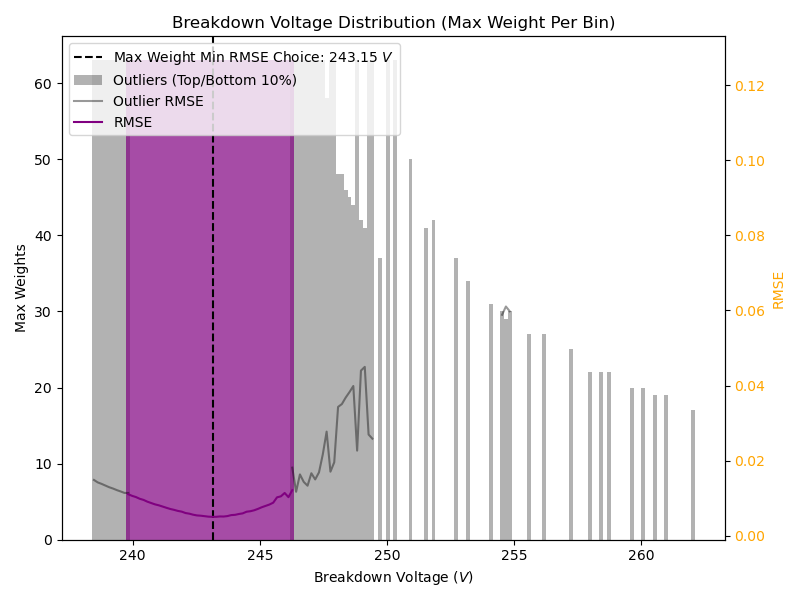 Breakdown Voltage Distribution (Max Weight Per Bin)
Max Weight Min RMSE Choice: 243.15 V
Outliers (Top/Bottom 10%)
Outlier RMSE
RMSE
Max Weights
0
10
20
30
40
50
60
240
245
250
255
260
Breakdown Voltage (V)
0.00
0.02
0.04
0.06
0.08
0.10
0.12
RMSE